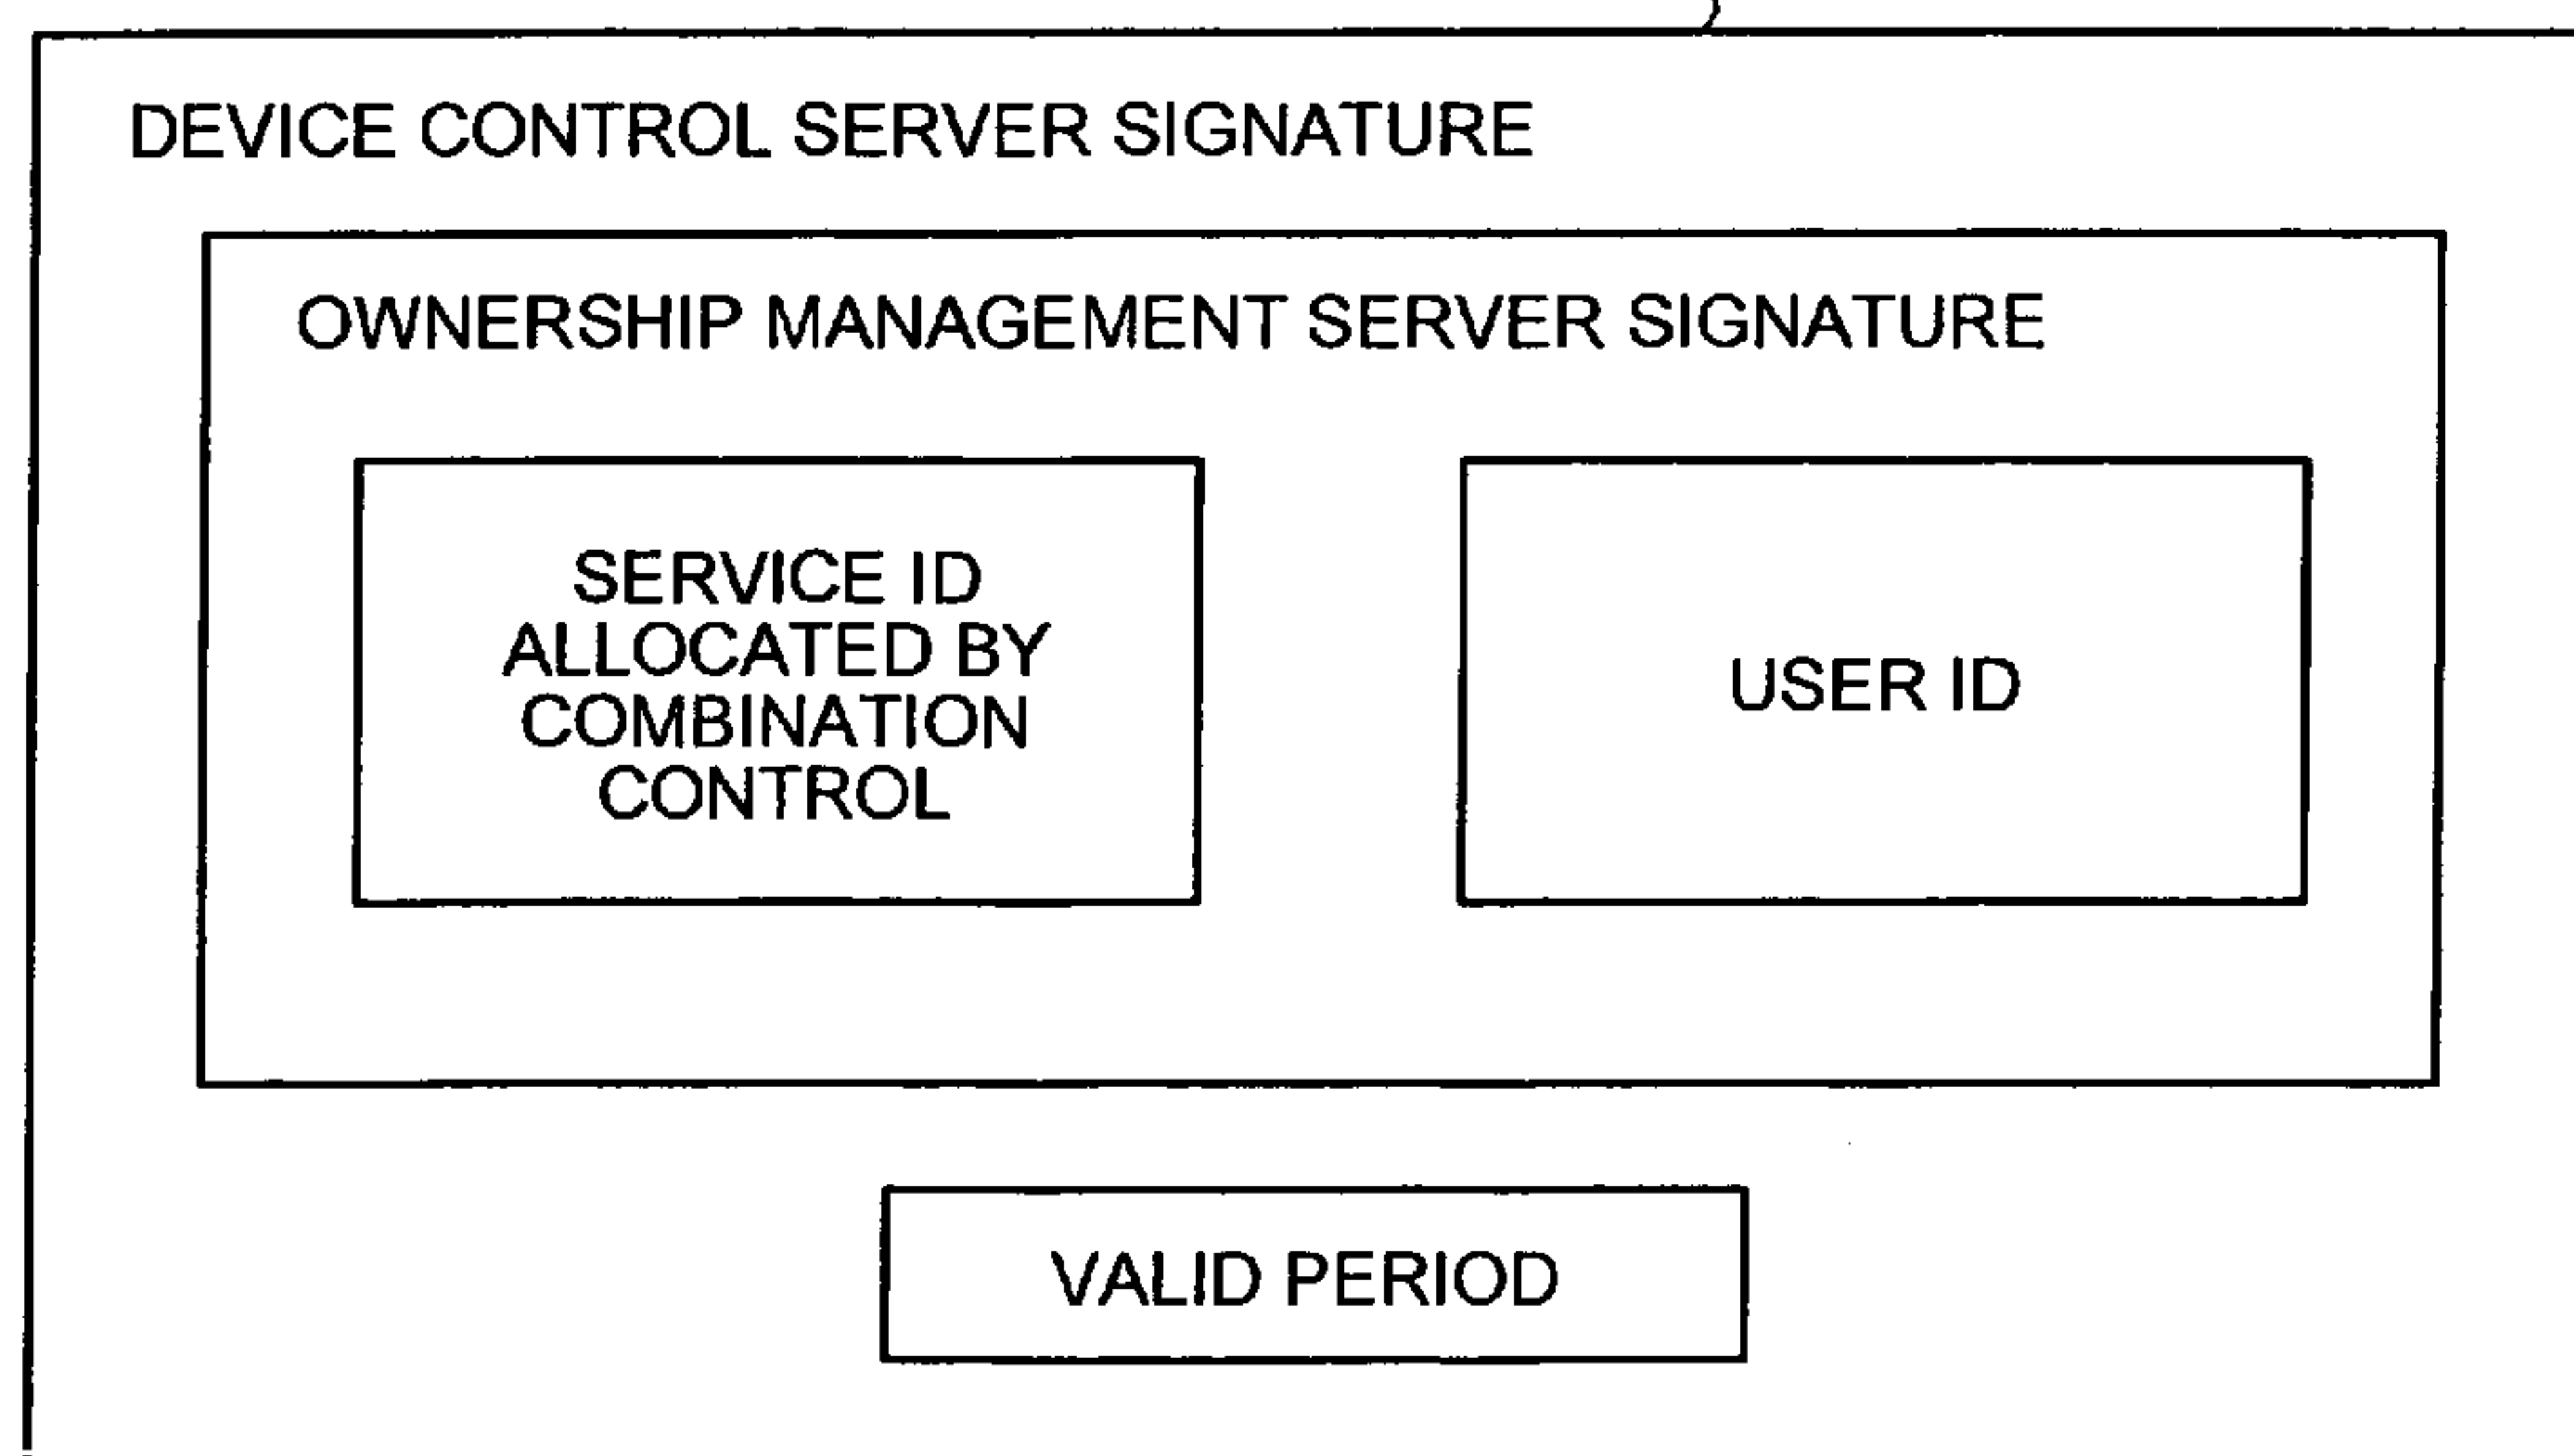 DEVICE CONTROL SERVER SIGNATURE
OWNERSHIP MANAGEMENT SERVER SIGNATURE
SERVICE ID
ALLOCATED BY
COMBINATION
CONTROL
USER ID
VALID PERIOD